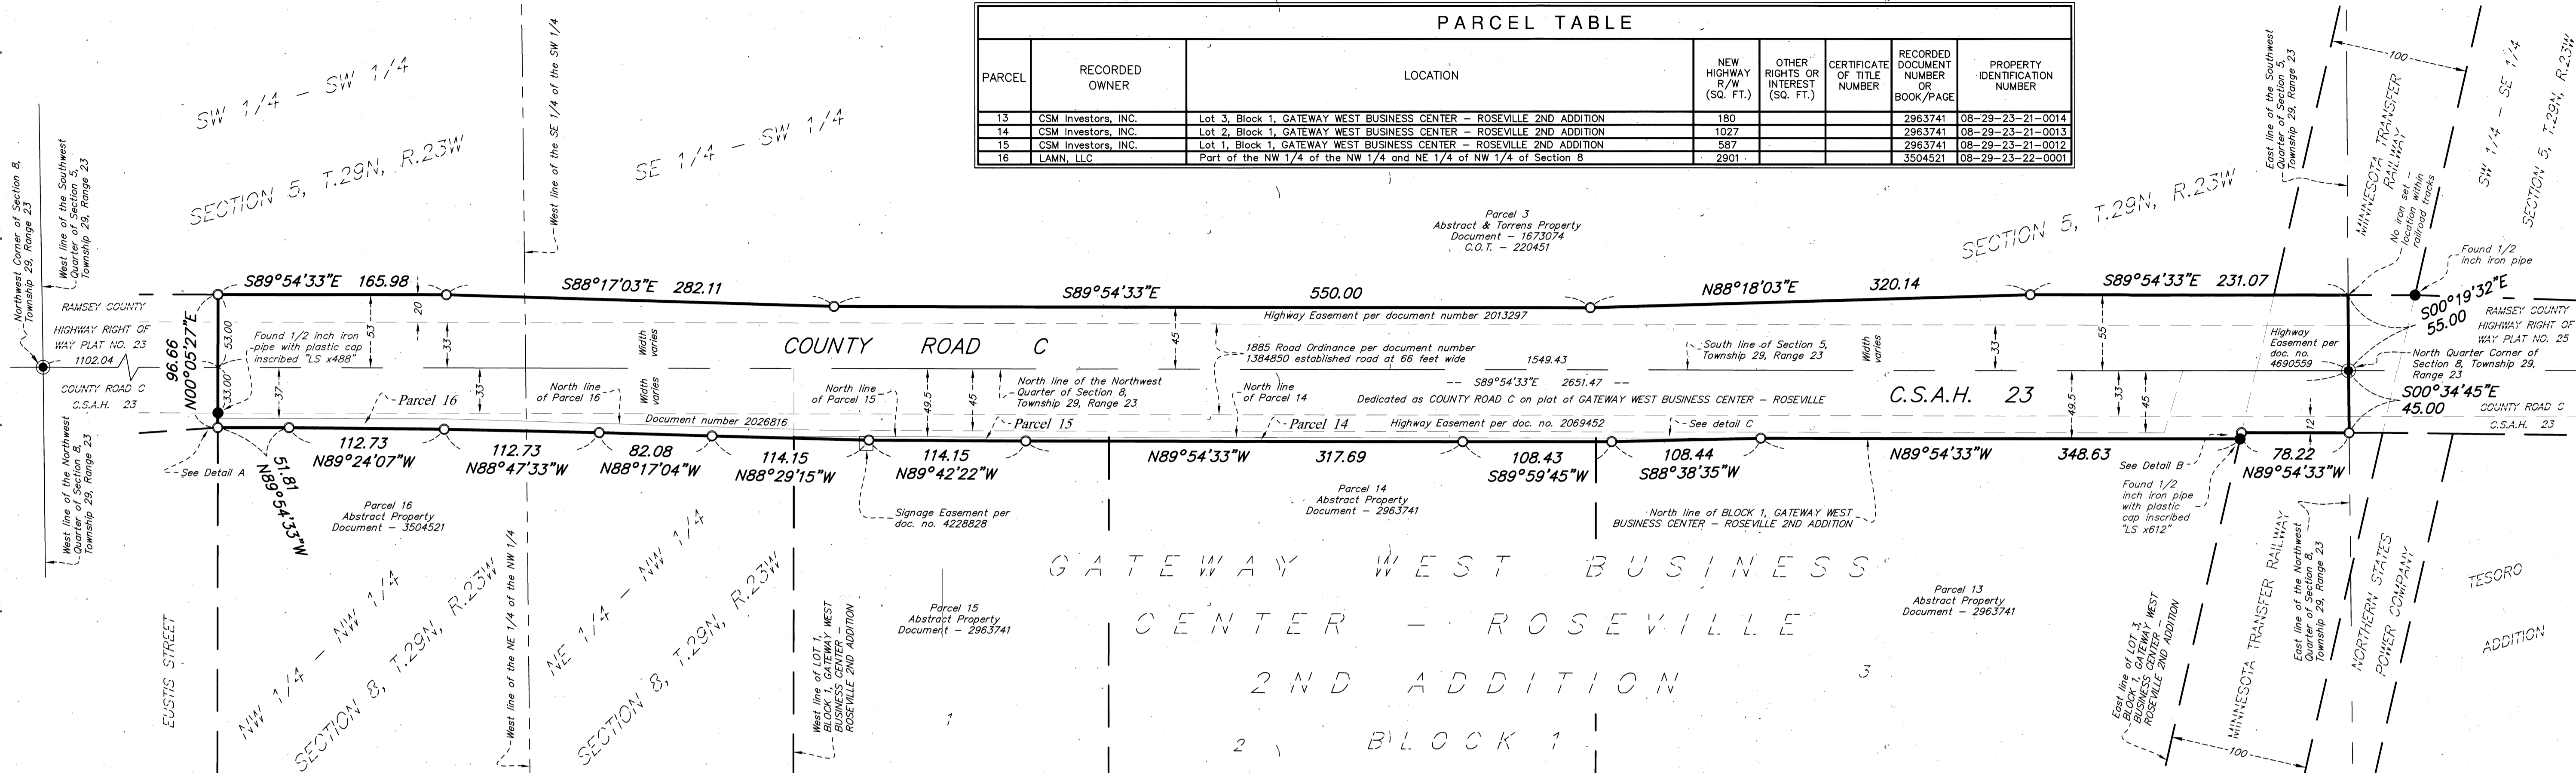 PARCEL TABLE
PARCEL
RECORDED
OWNER
LOCATION
NEW
HIGHWAY
R/W
(SQ. FT.)
OTHER
RIGHTS OR
INTEREST
(SQ. FT.)
CERTIFICATE
OF TITLE
NUMBER
RECORDED
DOCUMENT
NUMBER
OR
BOOK/PAGE
PROPERTY
IDENTIFICATION
NUMBER
13 CSM Investors, INC. Lot 3, Block 1, GATEWAY WEST BUSINESS CENTER – ROSEVILLE 2ND ADDITION 180 2963741 08-29-23-21-0014
14 CSM Investors, INC. Lot 2, Block 1, GATEWAY WEST BUSINESS CENTER – ROSEVILLE 2ND ADDITION 1027 2963741 08-29-23-21-0013
15 CSM Investors, INC. Lot 1, Block 1, GATEWAY WEST BUSINESS CENTER – ROSEVILLE 2ND ADDITION 587 2963741 08-29-23-21-0012
16 LAMN, LLC Part of the NW 1/4 of the NW 1/4 and NE 1/4 of NW 1/4 of Section 8 2901 3504521 08-29-23-22-0001
Northwest Corner of Section 8,
Township 29, Range 23
West line of the Southwest
Quarter of Section 5,
Township 29, Range 23
SW 1/4 – SW 1/4
SECTION 5, T.29N, R.23W
West line of the SE 1/4 of the SW 1/4
SE 1/4 – SW 1/4
Parcel 3
Abstract & Torrens Property
Document – 1673074
C.O.T. – 220451
SECTION 5, T.29N, R.23W
East line of the Southwest
Quarter of Section 5,
Township 29, Range 23
100
MINNESOTA TRANSFER
RAILWAY
No iron set –
location within
railroad tracks
SW 1/4 – SE 1/4
SECTION 5, T.29N, R.23W
Found 1/2
inch iron pipe
S89°54'33"E 165.98
S88°17'03"E 282.11
S89°54'33"E 550.00
N88°18'03"E 320.14
S89°54'33"E 231.07
S00°19'32"E
55.00
RAMSEY COUNTY
HIGHWAY RIGHT OF
WAY PLAT NO. 23
1102.04
COUNTY ROAD C
C.S.A.H. 23
96.66
N00°05'27"E
53.00
33.00
Found 1/2 inch iron
pipe with plastic cap
inscribed "LS x488"
53
20
33
37
33
Width
varies
Width
varies
COUNTY ROAD C
Highway Easement per document number 2013297
45
1885 Road Ordinance per document number
1384850 established road at 66 feet wide
1549.43
South line of Section 5,
Township 29, Range 23
Width
varies
33
55
Highway
Easement per
doc. no.
4690559
RAMSEY COUNTY
HIGHWAY RIGHT OF
WAY PLAT NO. 25
North Quarter Corner of
Section 8, Township 29,
Range 23
S00°34'45"E
45.00
COUNTY ROAD C
C.S.A.H. 23
Parcel 16
North line
of Parcel 16
Document number 2026816
North line
of Parcel 15
49.5
45
North line of the Northwest
Quarter of Section 8,
Township 29, Range 23
Parcel 15
North line
of Parcel 14
S89°54'33"E 2651.47
Dedicated as COUNTY ROAD C on plat of GATEWAY WEST BUSINESS CENTER – ROSEVILLE
Parcel 14
Highway Easement per doc. no. 2069452
See detail C
C.S.A.H. 23
49.5
33
45
12
See Detail A
51.81
N89°54'33"W
112.73
N89°24'07"W
112.73
N88°47'33"W
82.08
N88°17'04"W
114.15
N88°29'15"W
114.15
N89°42'22"W
N89°54'33"W 317.69
108.43
S89°59'45"W
108.44
S88°38'35"W
N89°54'33"W 348.63
78.22
N89°54'33"W
See Detail B
Found 1/2
inch iron pipe
with plastic
cap inscribed
"LS x612"
West line of the Northwest
Quarter of Section 8,
Township 29, Range 23
Parcel 16
Abstract Property
Document – 3504521
Signage Easement per
doc. no. 4228828
Parcel 14
Abstract Property
Document – 2963741
North line of BLOCK 1, GATEWAY WEST
BUSINESS CENTER – ROSEVILLE 2ND ADDITION
EUSTIS STREET
NW 1/4 – NW 1/4
SECTION 8, T.29N, R.23W
West line of the NE 1/4 of the NW 1/4
NE 1/4 – NW 1/4
SECTION 8, T.29N, R.23W
West line of LOT 1,
BLOCK 1, GATEWAY WEST
BUSINESS CENTER –
ROSEVILLE 2ND ADDITION
Parcel 15
Abstract Property
Document – 2963741
GATEWAY WEST BUSINESS
CENTER – ROSEVILLE
2ND ADDITION
BLOCK 1
1
2
3
Parcel 13
Abstract Property
Document – 2963741
East line of LOT 3,
BLOCK 1, GATEWAY WEST
BUSINESS CENTER –
ROSEVILLE 2ND ADDITION
MINNESOTA TRANSFER RAILWAY
100
East line of the Northwest
Quarter of Section 8,
Township 29, Range 23
NORTHERN STATES
POWER COMPANY
TESORO
ADDITION